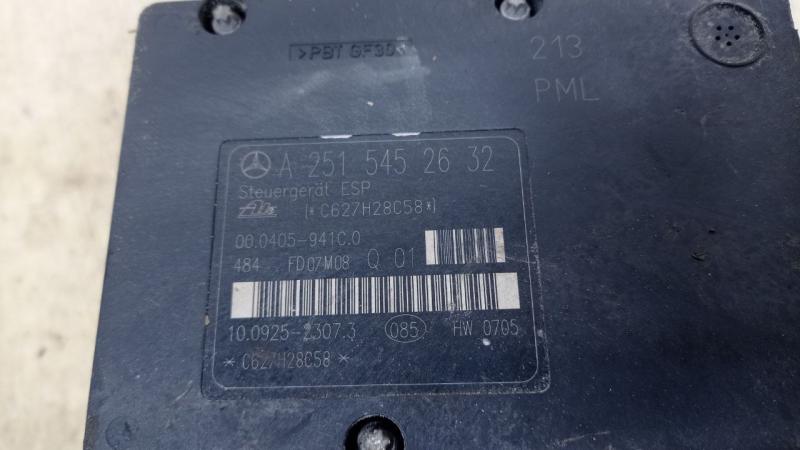 >PBT GF30<
213
PML
A 251 545 26 32
Steuergerät ESP
Ate (*C627H28C58*)
00.0405-941C.0
484 FD07M08 Q 01
10.0925-2307.3 085 HW 0705
*C627H28C58*